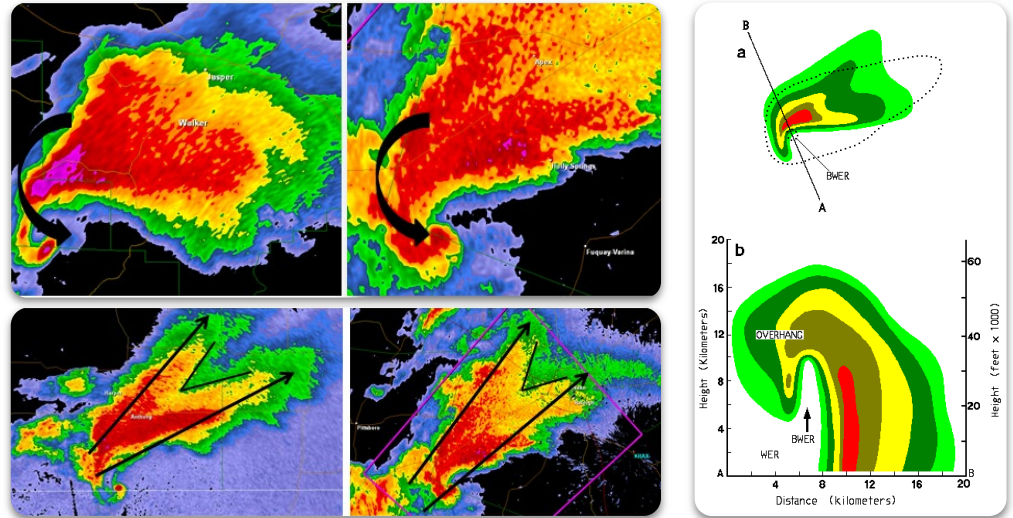 Jasper
Walker
Apex
Holly Springs
Fuquay Varina
Anthony
Pittsboro
B
a
BWER
A
b
20
16
12
8
4
A
Height (Kilometers)
OVERHANG
BWER
WER
60
40
20
B
Height (feet × 1000)
4
8
12
16
20
Distance (kilometers)